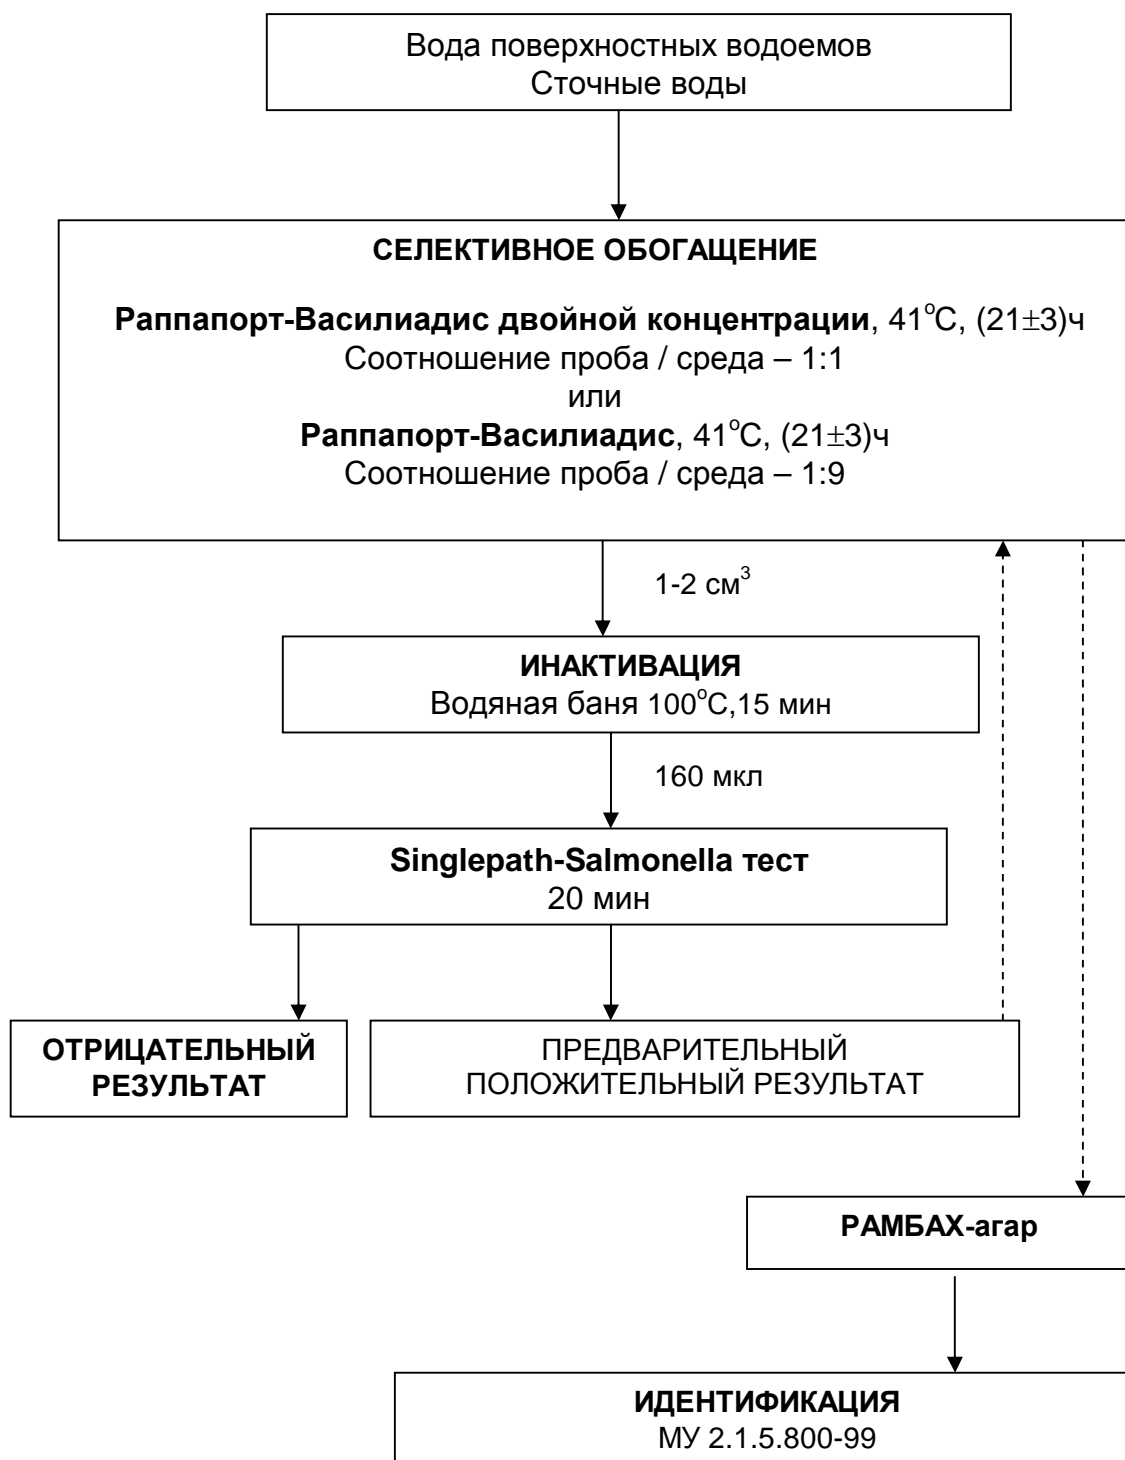 Вода поверхностных водоемов
Сточные воды
СЕЛЕКТИВНОЕ ОБОГАЩЕНИЕ
Раппапорт-Василиадис двойной концентрации, 41°С, (21±3)ч
Соотношение проба / среда – 1:1
или
Раппапорт-Василиадис, 41°С, (21±3)ч
Соотношение проба / среда – 1:9
1-2 см³
ИНАКТИВАЦИЯ
Водяная баня 100°С,15 мин
160 мкл
Singlepath-Salmonella тест
20 мин
ОТРИЦАТЕЛЬНЫЙ
РЕЗУЛЬТАТ
ПРЕДВАРИТЕЛЬНЫЙ
ПОЛОЖИТЕЛЬНЫЙ РЕЗУЛЬТАТ
РАМБАХ-агар
ИДЕНТИФИКАЦИЯ
МУ 2.1.5.800-99